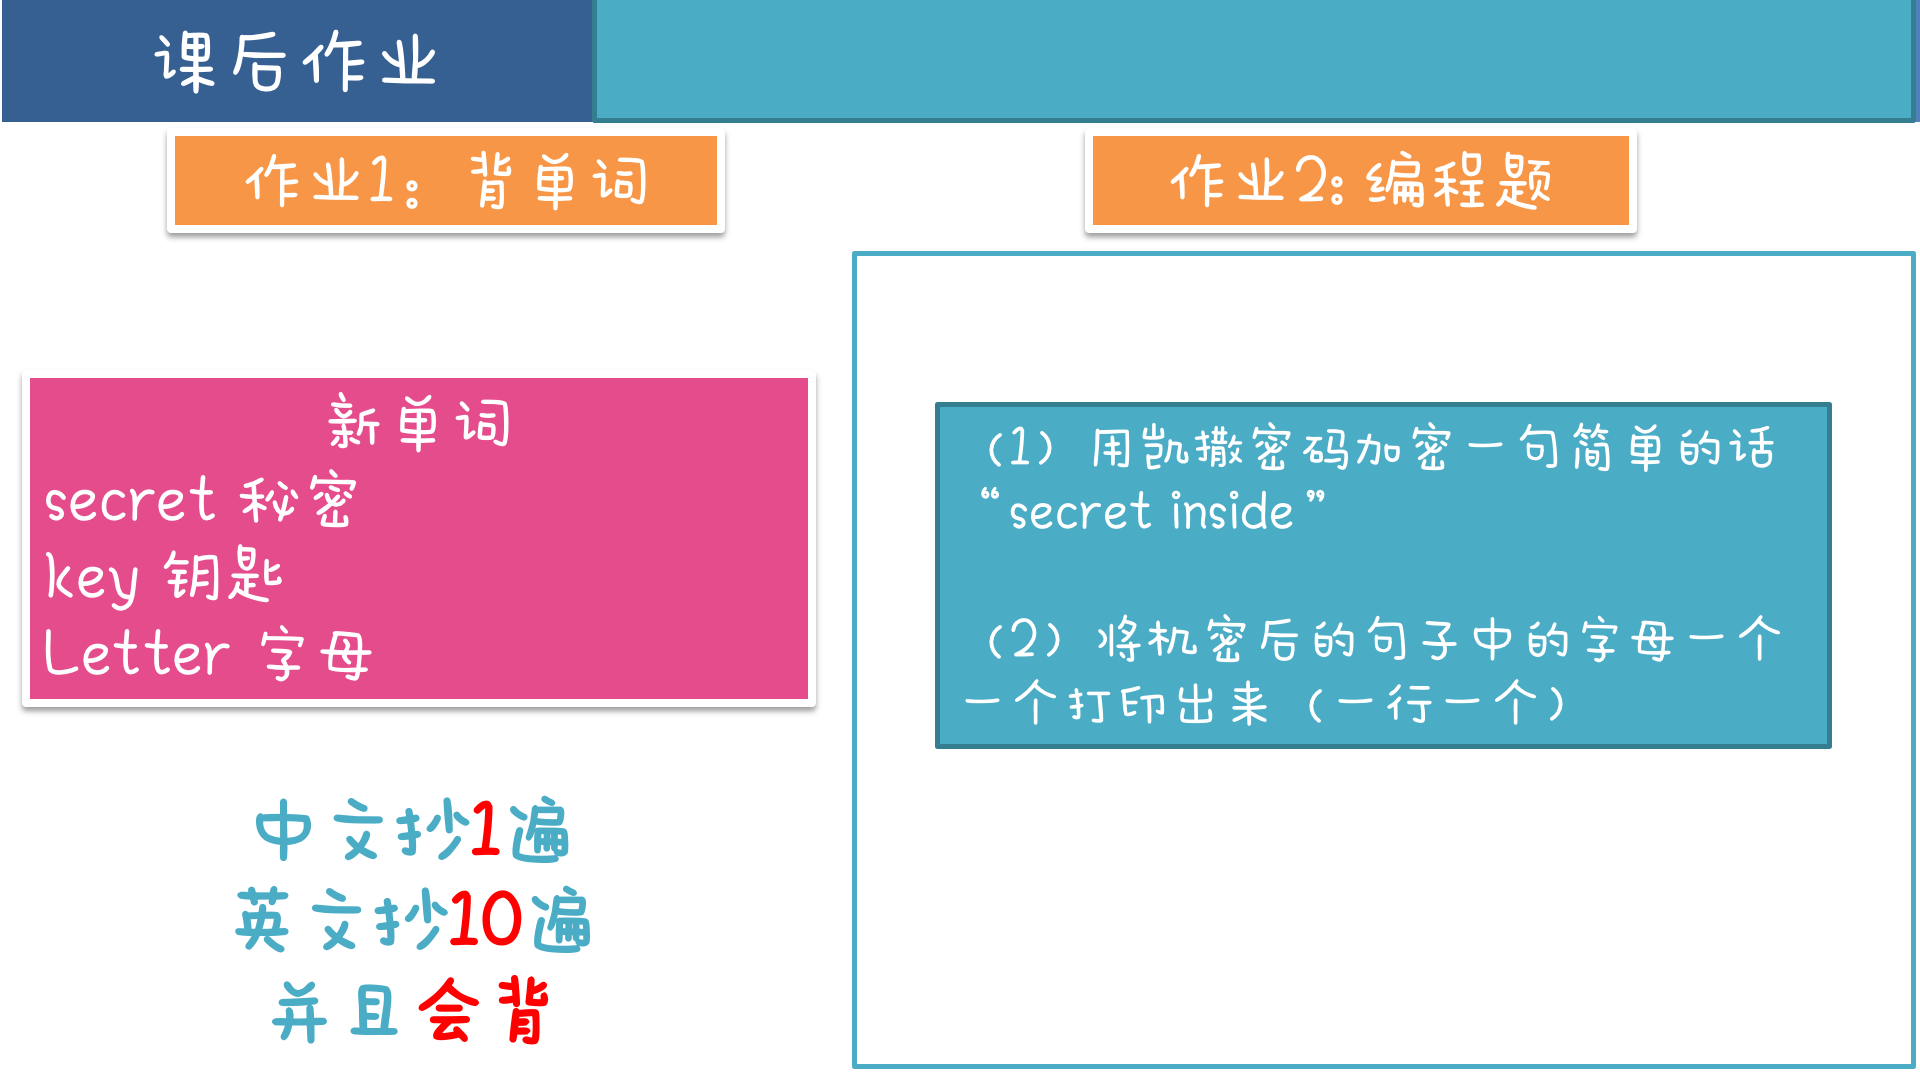 课后作业
作业1：背单词
新单词
secret 秘密
key 钥匙
Letter 字母
中文抄1遍
英文抄10遍
并且会背
作业2:编程题
（1）用凯撒密码加密一句简单的话
“secret inside”
（2）将机密后的句子中的字母一个
一个打印出来（一行一个）